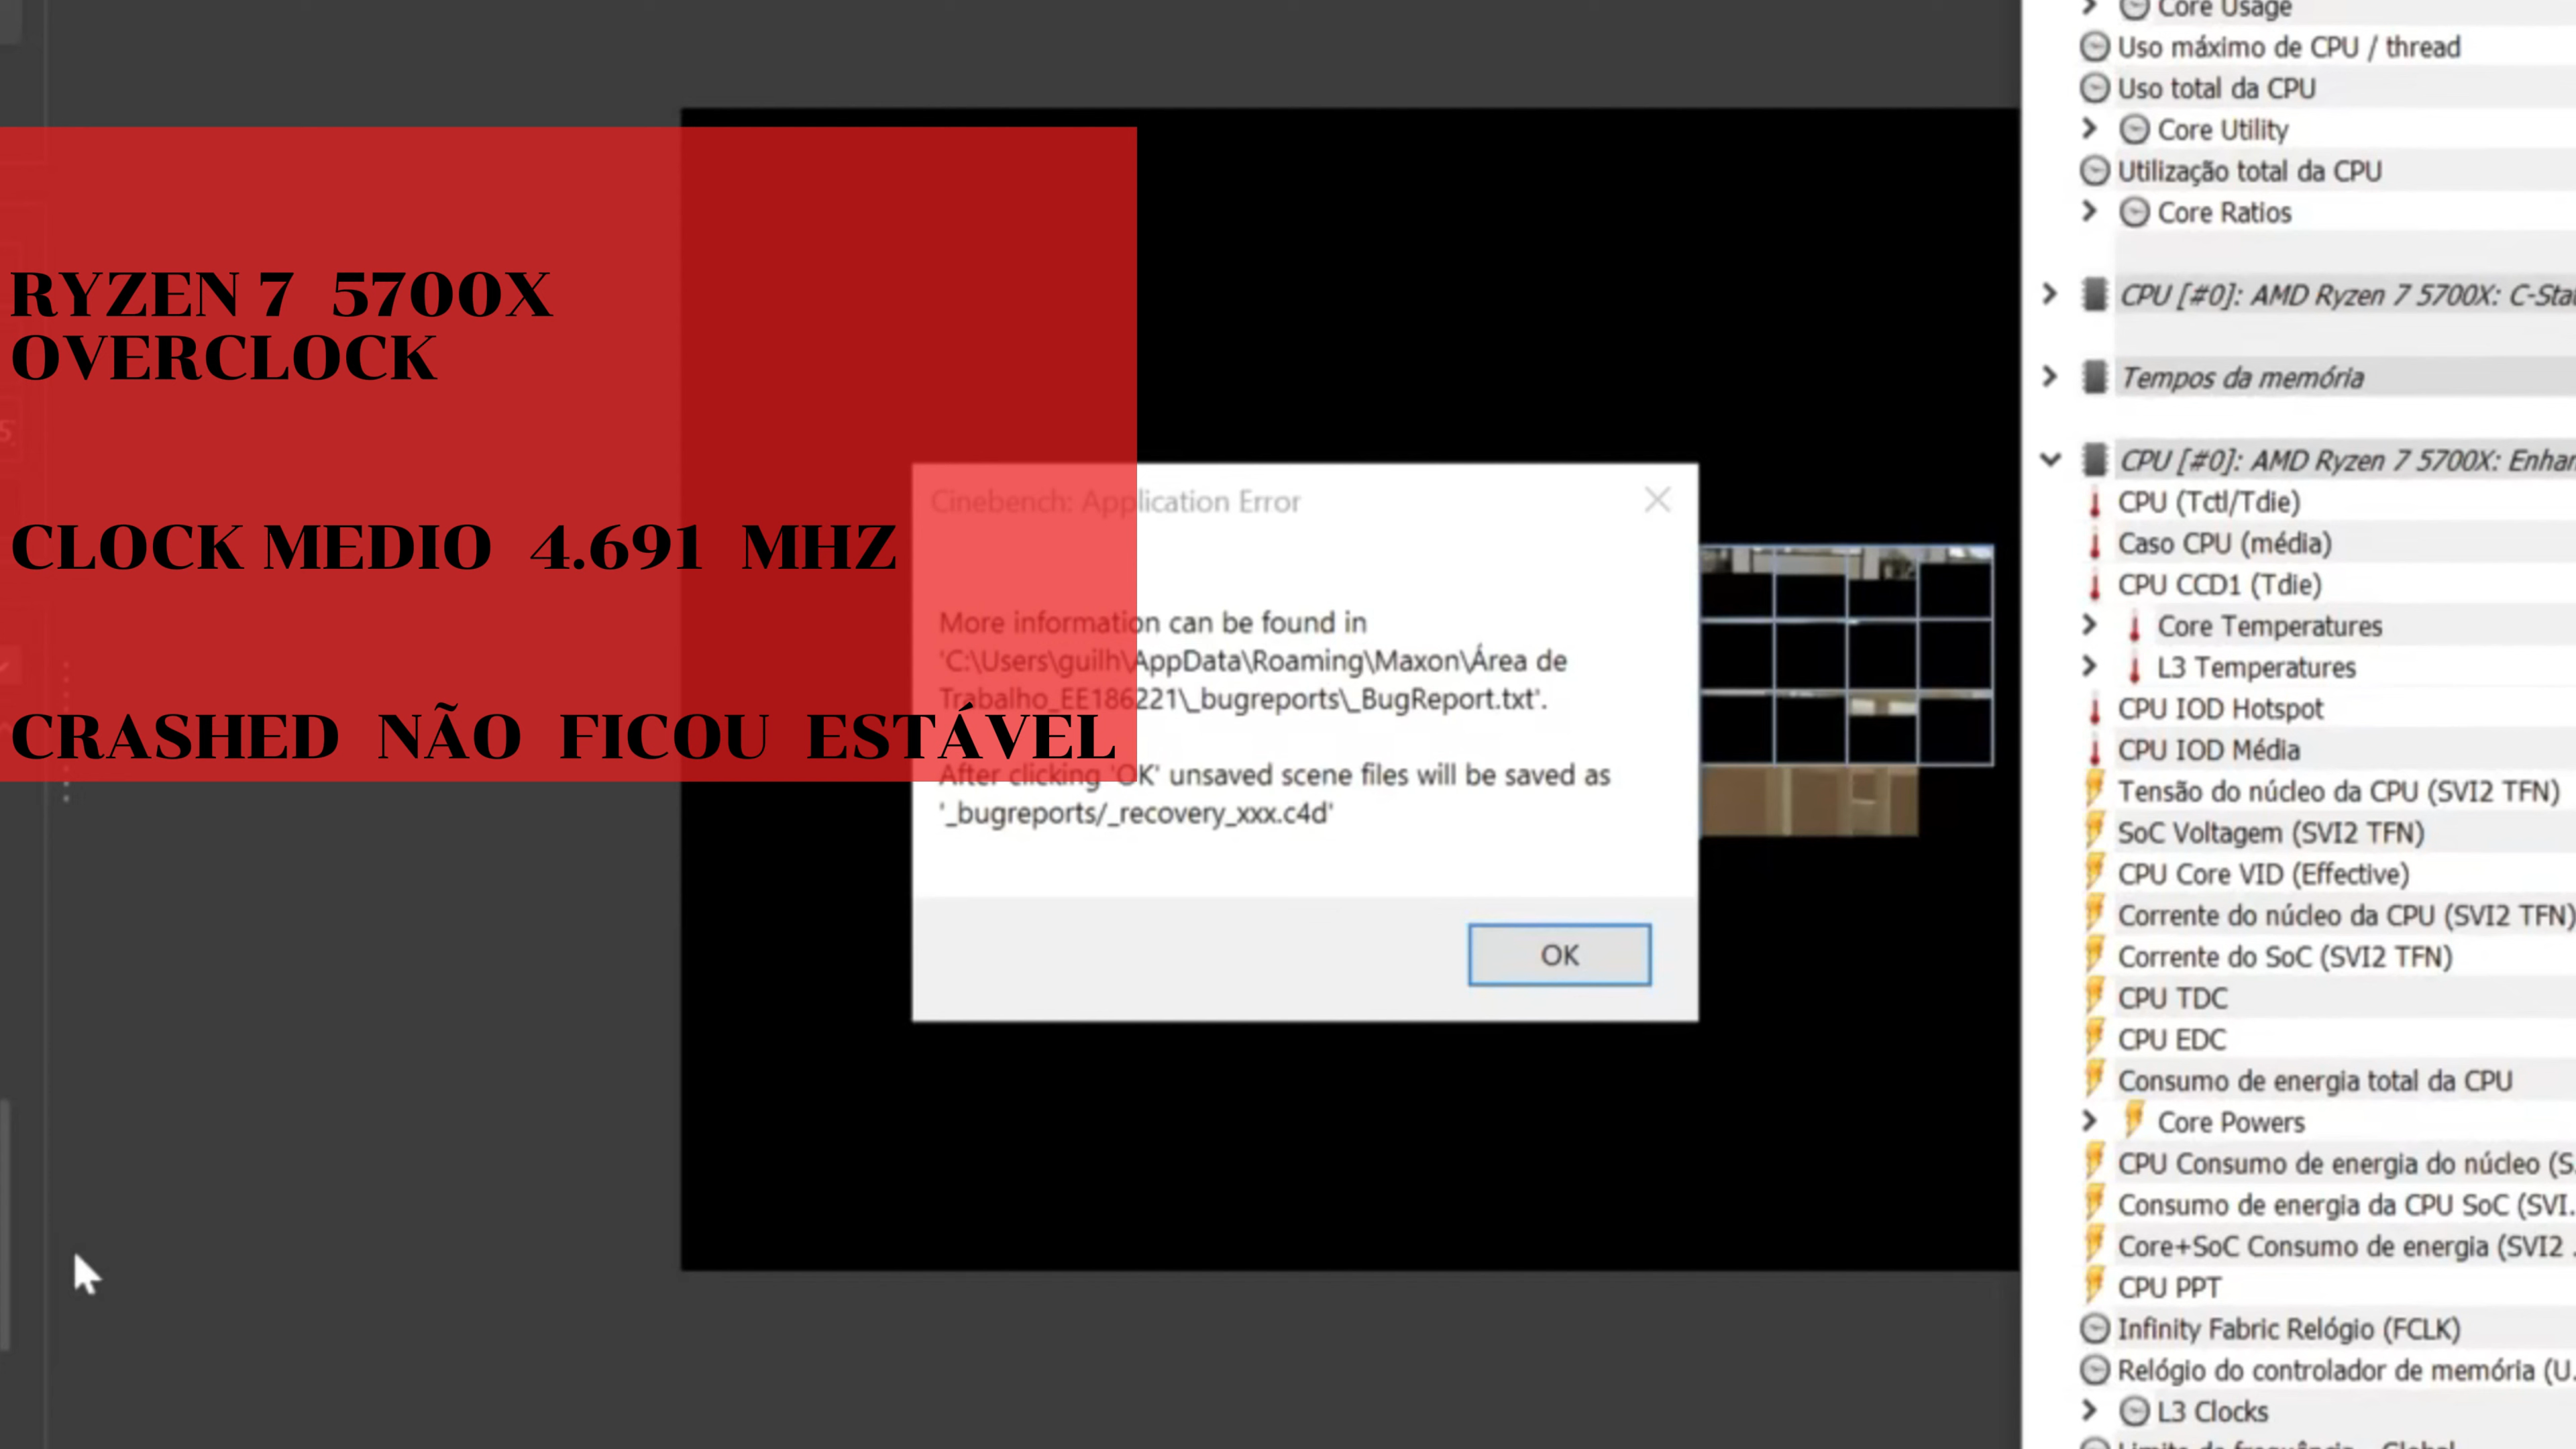 RYZEN 7 5700X
OVERCLOCK
CLOCK MEDIO 4.691 MHZ
CRASHED NÃO FICOU ESTÁVEL
Cinebench: Application Error
More information can be found in
'C:\Users\guilh\AppData\Roaming\Maxon\Área de
Trabalho_EE186221\_bugreports\_BugReport.txt'.
After clicking 'OK' unsaved scene files will be saved as
'_bugreports/_recovery_xxx.c4d'
OK
Core Usage
Uso máximo de CPU / thread
Uso total da CPU
Core Utility
Utilização total da CPU
Core Ratios
CPU [#0]: AMD Ryzen 7 5700X: C-Stat
Tempos da memória
CPU [#0]: AMD Ryzen 7 5700X: Enhan
CPU (Tctl/Tdie)
Caso CPU (média)
CPU CCD1 (Tdie)
Core Temperatures
L3 Temperatures
CPU IOD Hotspot
CPU IOD Média
Tensão do núcleo da CPU (SVI2 TFN)
SoC Voltagem (SVI2 TFN)
CPU Core VID (Effective)
Corrente do núcleo da CPU (SVI2 TFN)
Corrente do SoC (SVI2 TFN)
CPU TDC
CPU EDC
Consumo de energia total da CPU
Core Powers
CPU Consumo de energia do núcleo (S.
Consumo de energia da CPU SoC (SVI.
Core+SoC Consumo de energia (SVI2 .
CPU PPT
Infinity Fabric Relógio (FCLK)
Relógio do controlador de memória (U.
L3 Clocks